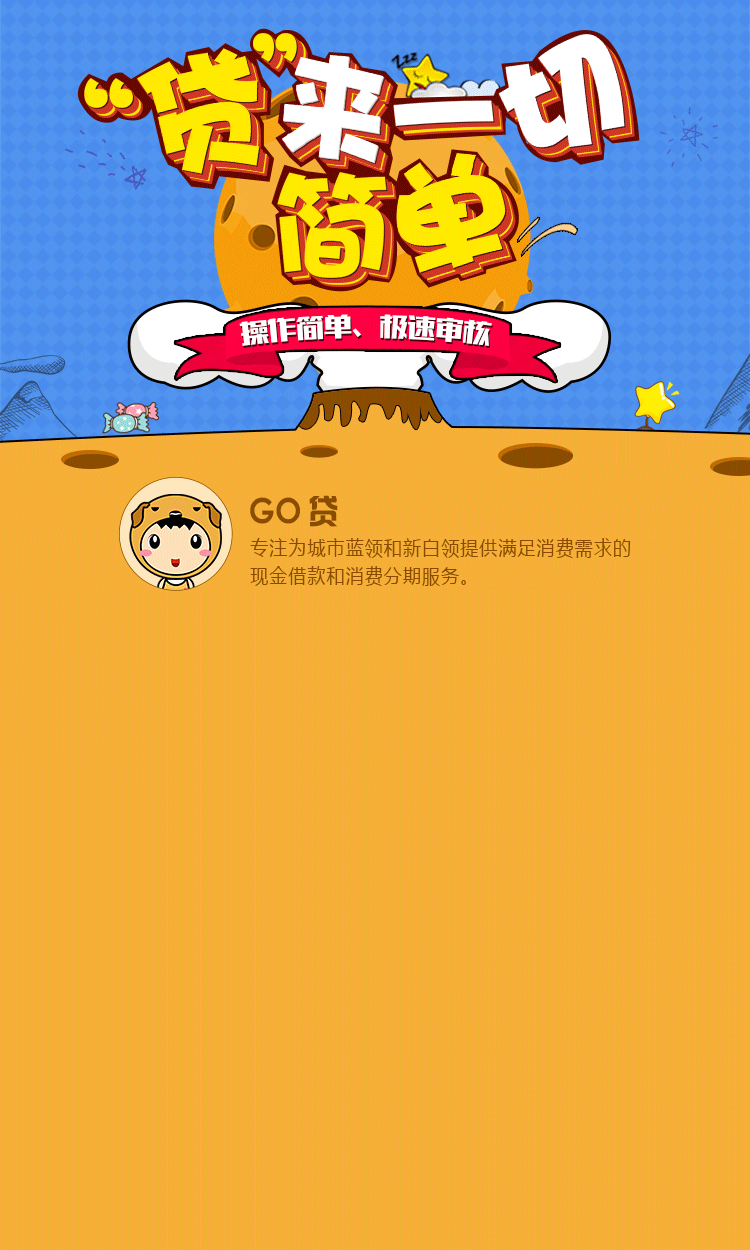 “贷”来一切
zzz
简单
操作简单、极速审核
GO 贷
专注为城市蓝领和新白领提供满足消费需求的
现金借款和消费分期服务。